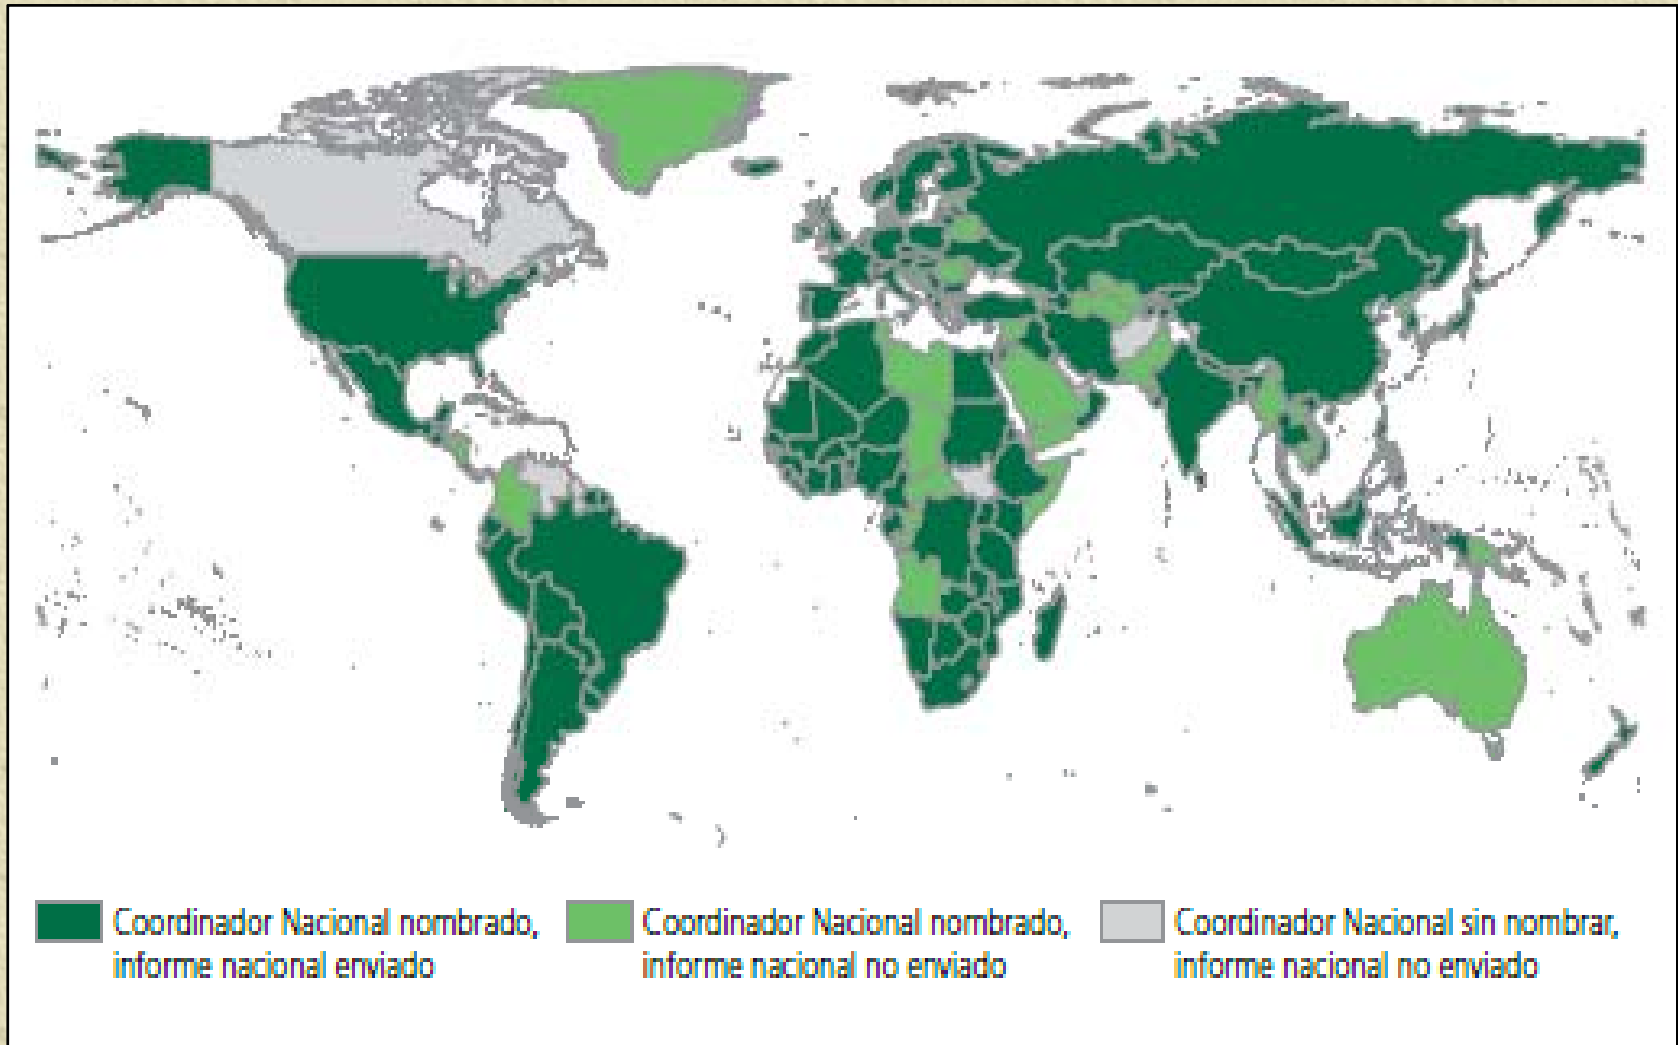 Coordinador Nacional nombrado,
informe nacional enviado
Coordinador Nacional nombrado,
informe nacional no enviado
Coordinador Nacional sin nombrar,
informe nacional no enviado